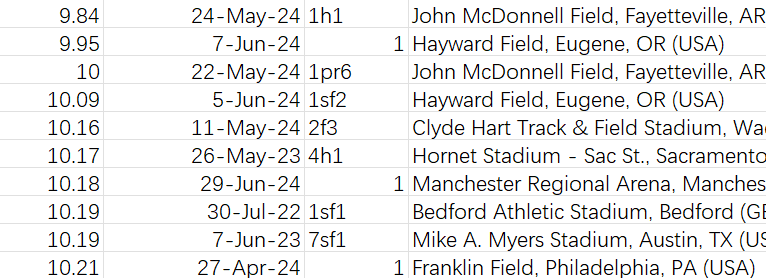 9.84 24-May-24 1h1 John McDonnell Field, Fayetteville, AR
9.95 7-Jun-24 1 Hayward Field, Eugene, OR (USA)
10 22-May-24 1pr6 John McDonnell Field, Fayetteville, AR
10.09 5-Jun-24 1sf2 Hayward Field, Eugene, OR (USA)
10.16 11-May-24 2f3 Clyde Hart Track & Field Stadium, Wac
10.17 26-May-23 4h1 Hornet Stadium - Sac St., Sacramento
10.18 29-Jun-24 1 Manchester Regional Arena, Manches
10.19 30-Jul-22 1sf1 Bedford Athletic Stadium, Bedford (GB
10.19 7-Jun-23 7sf1 Mike A. Myers Stadium, Austin, TX (US
10.21 27-Apr-24 1 Franklin Field, Philadelphia, PA (USA)